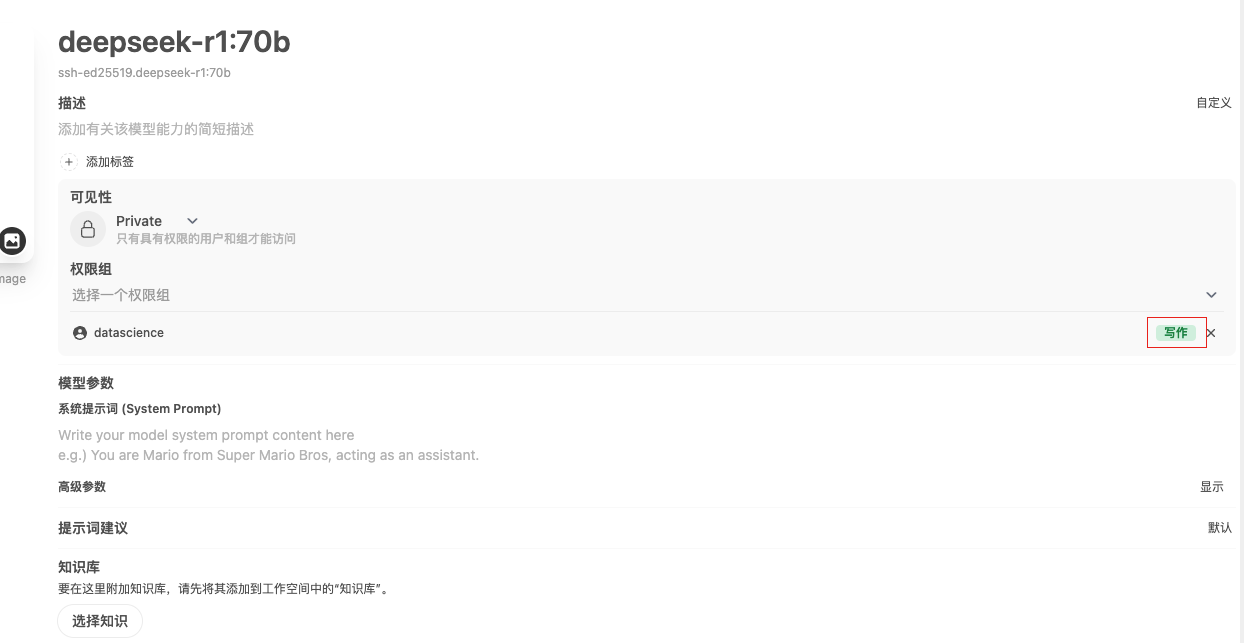 deepseek-r1:70b
ssh-ed25519.deepseek-r1:70b
描述
自定义
添加有关该模型能力的简短描述
+ 添加标签
可见性
Private
只有具有权限的用户和组才能访问
mage
权限组
选择一个权限组
datascience
写作
模型参数
系统提示词 (System Prompt)
Write your model system prompt content here
e.g.) You are Mario from Super Mario Bros, acting as an assistant.
高级参数
显示
提示词建议
默认
知识库
要在这里附加知识库，请先将其添加到工作空间中的“知识库”。
选择知识